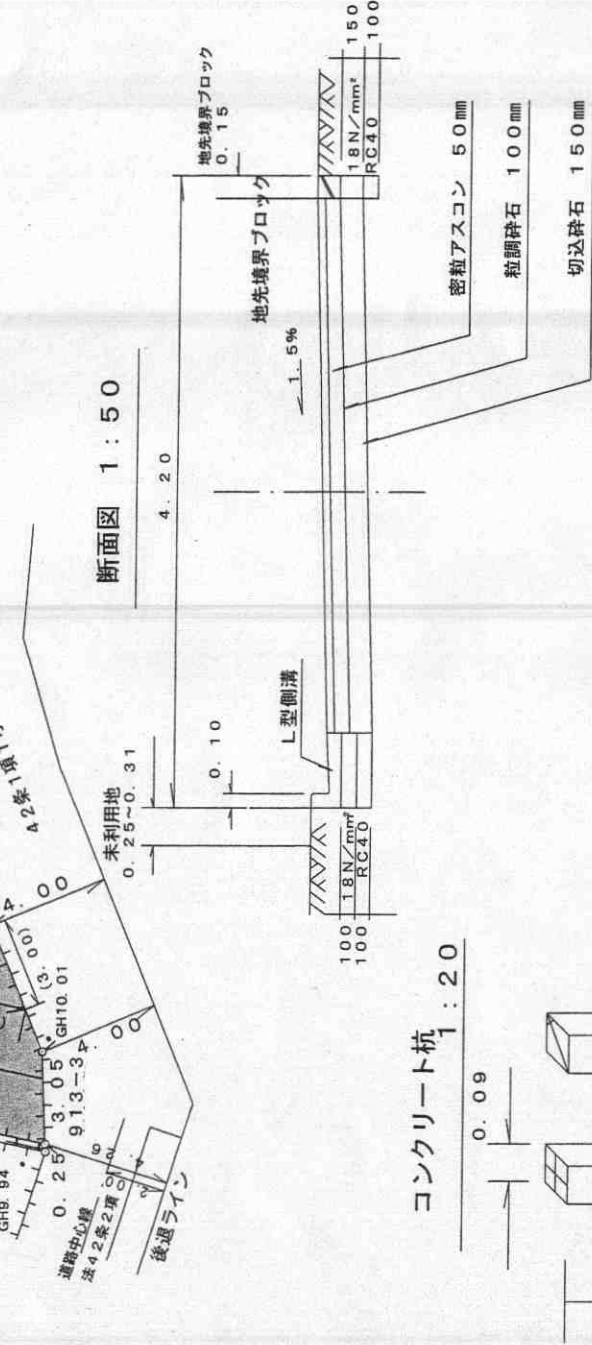 42条1項1号
4.00
(3.00)
GH10.01
4.00
3.05
913-3
0.25
GH9.94
道路中心線
法42条2項
後退ライン
断面図 1:50
未利用地
0.25~0.31
4.20
0.10
L型側溝
1.5%
地先境界ブロック
地先境界ブロック
0.15
100
100
18N/mm²
RC40
18N/mm²
RC40
150
100
密粒アスコン 50mm
粒調砕石 100mm
切込砕石 150mm
コンクリート杭
1:20
0.09